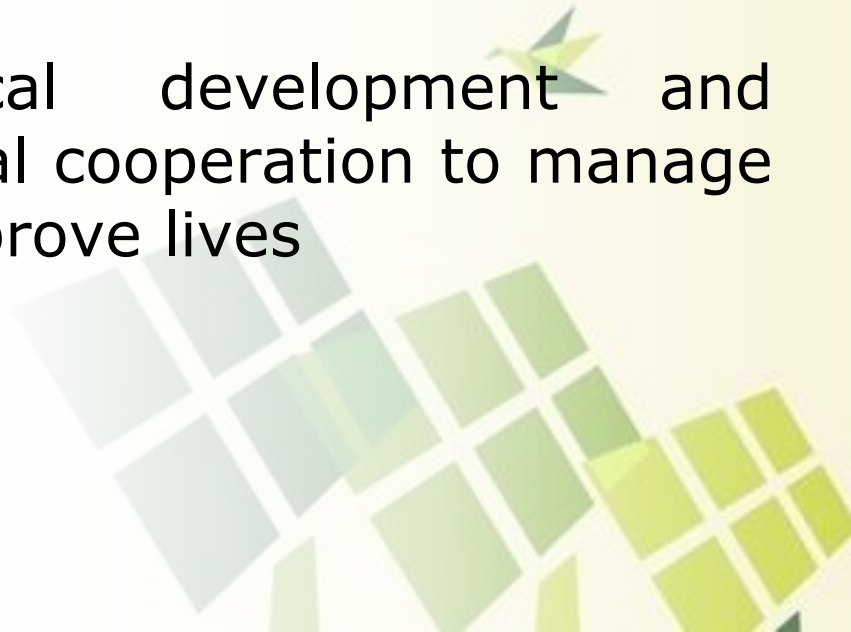 cal development and
al cooperation to manage
prove lives